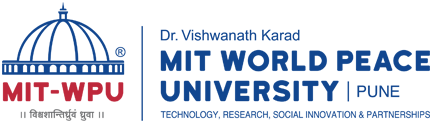 ®
MIT-WPU
॥ विश्वशान्तिर्ध्रुवं ध्रुवा ॥
Dr. Vishwanath Karad
MIT WORLD PEACE
UNIVERSITY | PUNE
TECHNOLOGY, RESEARCH, SOCIAL INNOVATION & PARTNERSHIPS